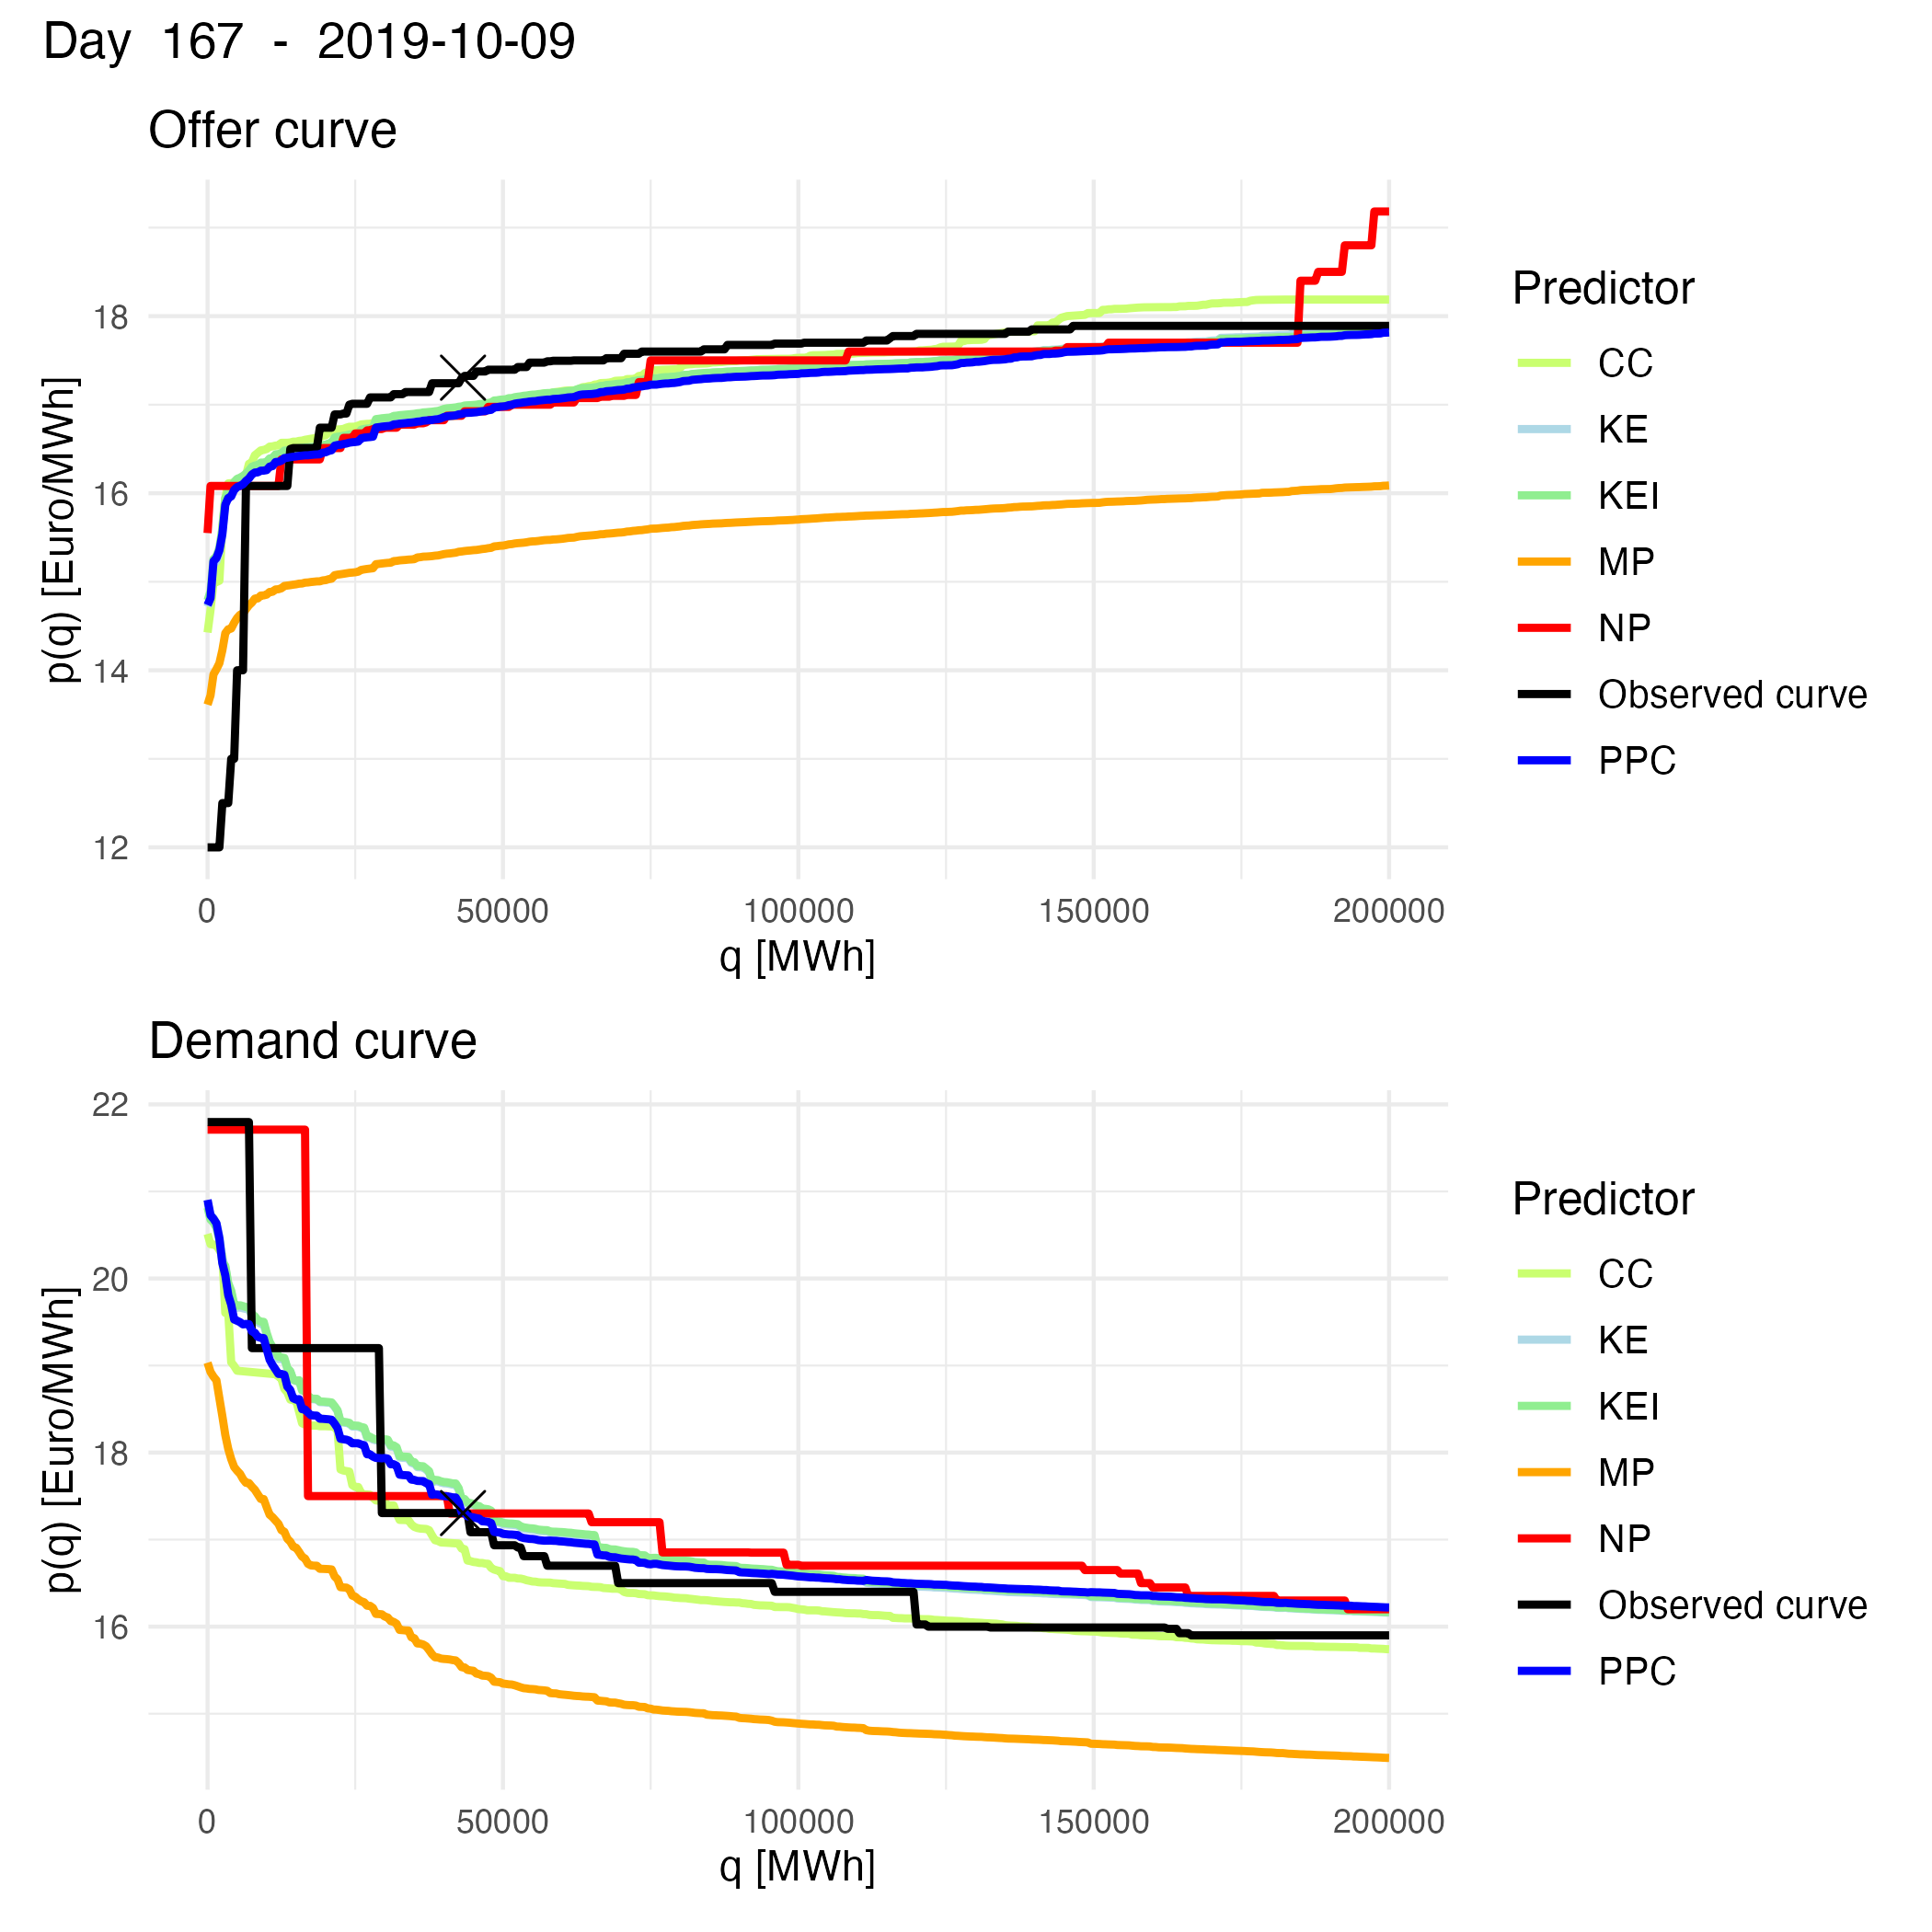 Day 167 - 2019-10-09
Offer curve
p(q) [Euro/MWh]
18
16
14
12
0 50000 100000 150000 200000
q [MWh]
Predictor
CC
KE
KEI
MP
NP
Observed curve
PPC
Demand curve
p(q) [Euro/MWh]
22
20
18
16
0 50000 100000 150000 200000
q [MWh]
Predictor
CC
KE
KEI
MP
NP
Observed curve
PPC